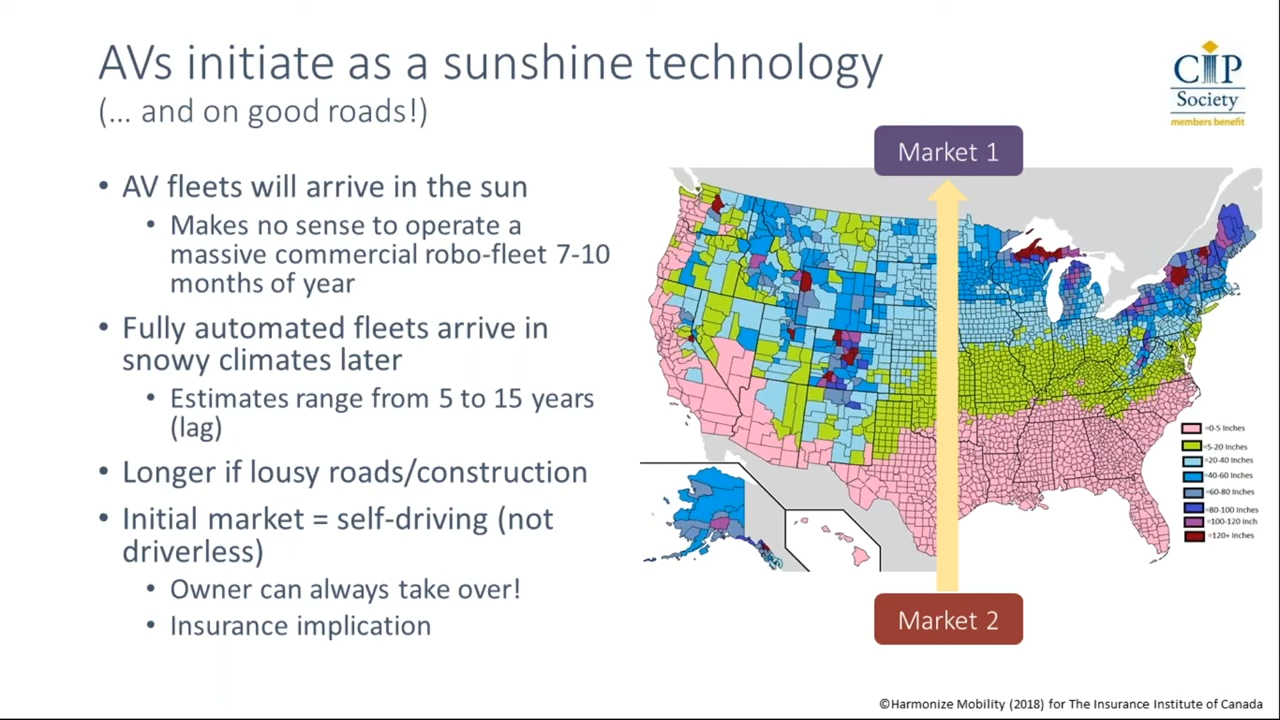 AVs initiate as a sunshine technology
(... and on good roads!)
CIP
Society
members benefit
• AV fleets will arrive in the sun
• Makes no sense to operate a
massive commercial robo-fleet 7-10
months of year
• Fully automated fleets arrive in
snowy climates later
• Estimates range from 5 to 15 years
(lag)
• Longer if lousy roads/construction
• Initial market = self-driving (not
driverless)
• Owner can always take over!
• Insurance implication
Market 1
=0-5 Inches
=5-20 Inches
=20-40 Inches
=40-60 Inches
=60-80 Inches
=80-100 Inches
=100-120 Inch
=120+ Inches
Market 2
©Harmonize Mobility (2018) for The Insurance Institute of Canada